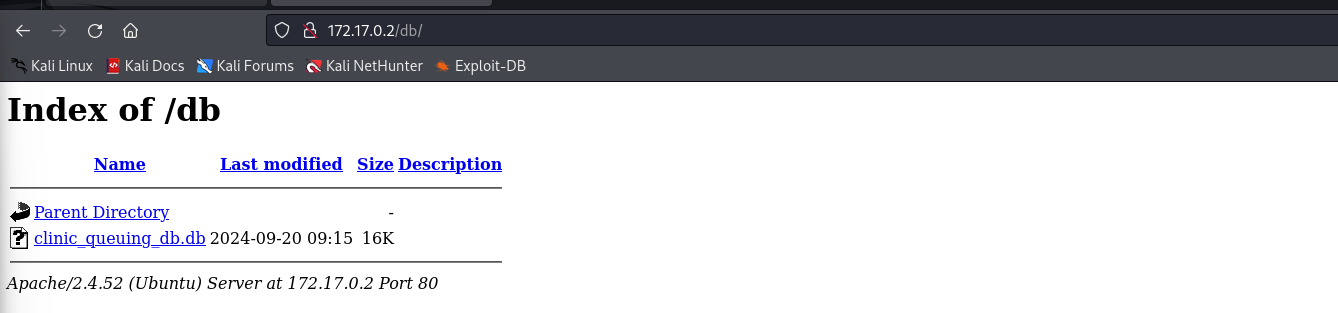 172.17.0.2/db/
Kali Linux Kali Docs Kali Forums Kali NetHunter Exploit-DB
Index of /db
Name Last modified Size Description
Parent Directory -
clinic_queuing_db.db 2024-09-20 09:15 16K
Apache/2.4.52 (Ubuntu) Server at 172.17.0.2 Port 80